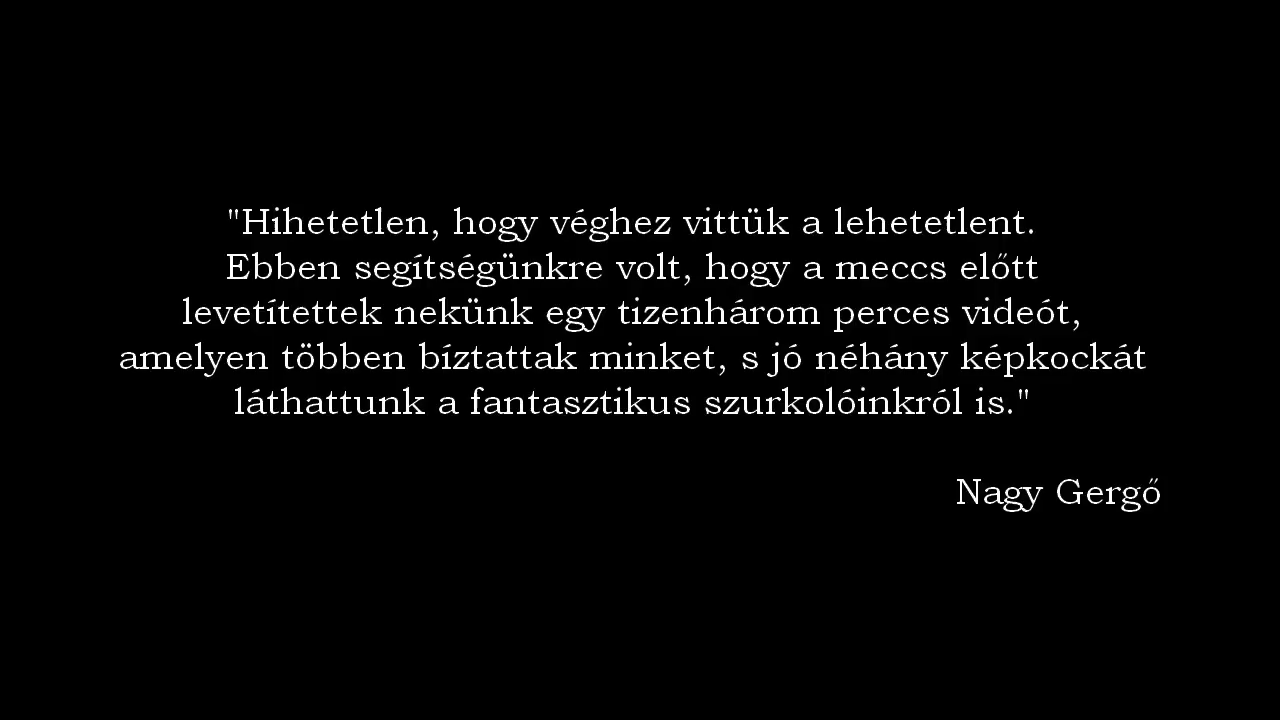 "Hihetetlen, hogy véghez vittük a lehetetlent.
Ebben segítségünkre volt, hogy a meccs előtt
levetítettek nekünk egy tizenhárom perces videót,
amelyen többen bíztattak minket, s jó néhány képkockát
láthattunk a fantasztikus szurkolóinkról is."
Nagy Gergő